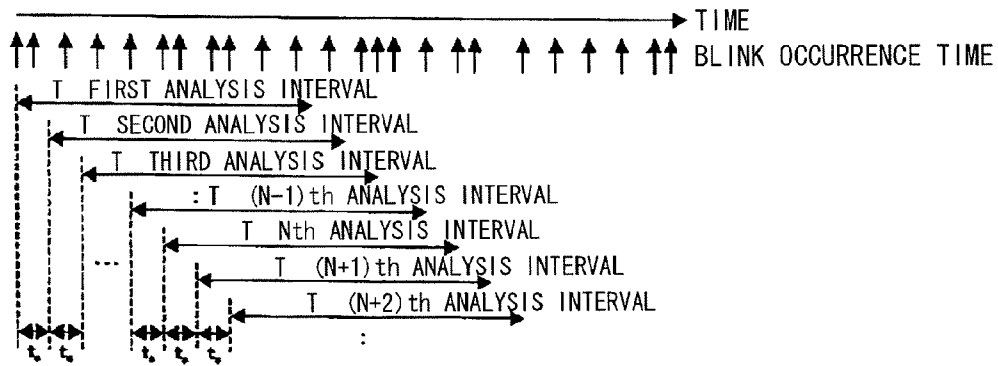 TIME
BLINK OCCURRENCE TIME
T FIRST ANALYSIS INTERVAL
T SECOND ANALYSIS INTERVAL
T THIRD ANALYSIS INTERVAL
: T (N-1)th ANALYSIS INTERVAL
T Nth ANALYSIS INTERVAL
... T (N+1)th ANALYSIS INTERVAL
T (N+2)th ANALYSIS INTERVAL
: